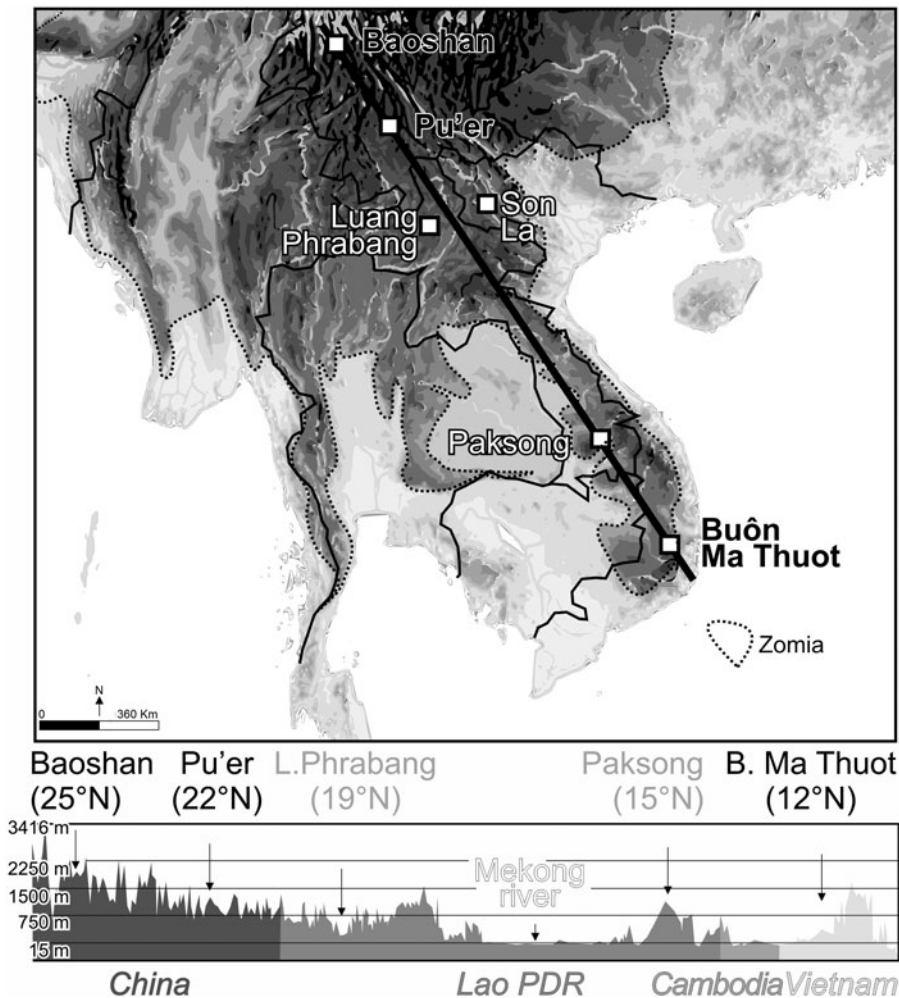 Baoshan
Pu'er
Son
La
Luang
Phrabang
Paksong
Buôn
Ma Thuot
Zomia
N
0 360 Km
Baoshan Pu'er L.Phrabang Paksong B. Ma Thuot
(25°N) (22°N) (19°N) (15°N) (12°N)
3416 m
2250 m
Mekong
river
1500 m
750 m
15 m
China Lao PDR Cambodia Vietnam